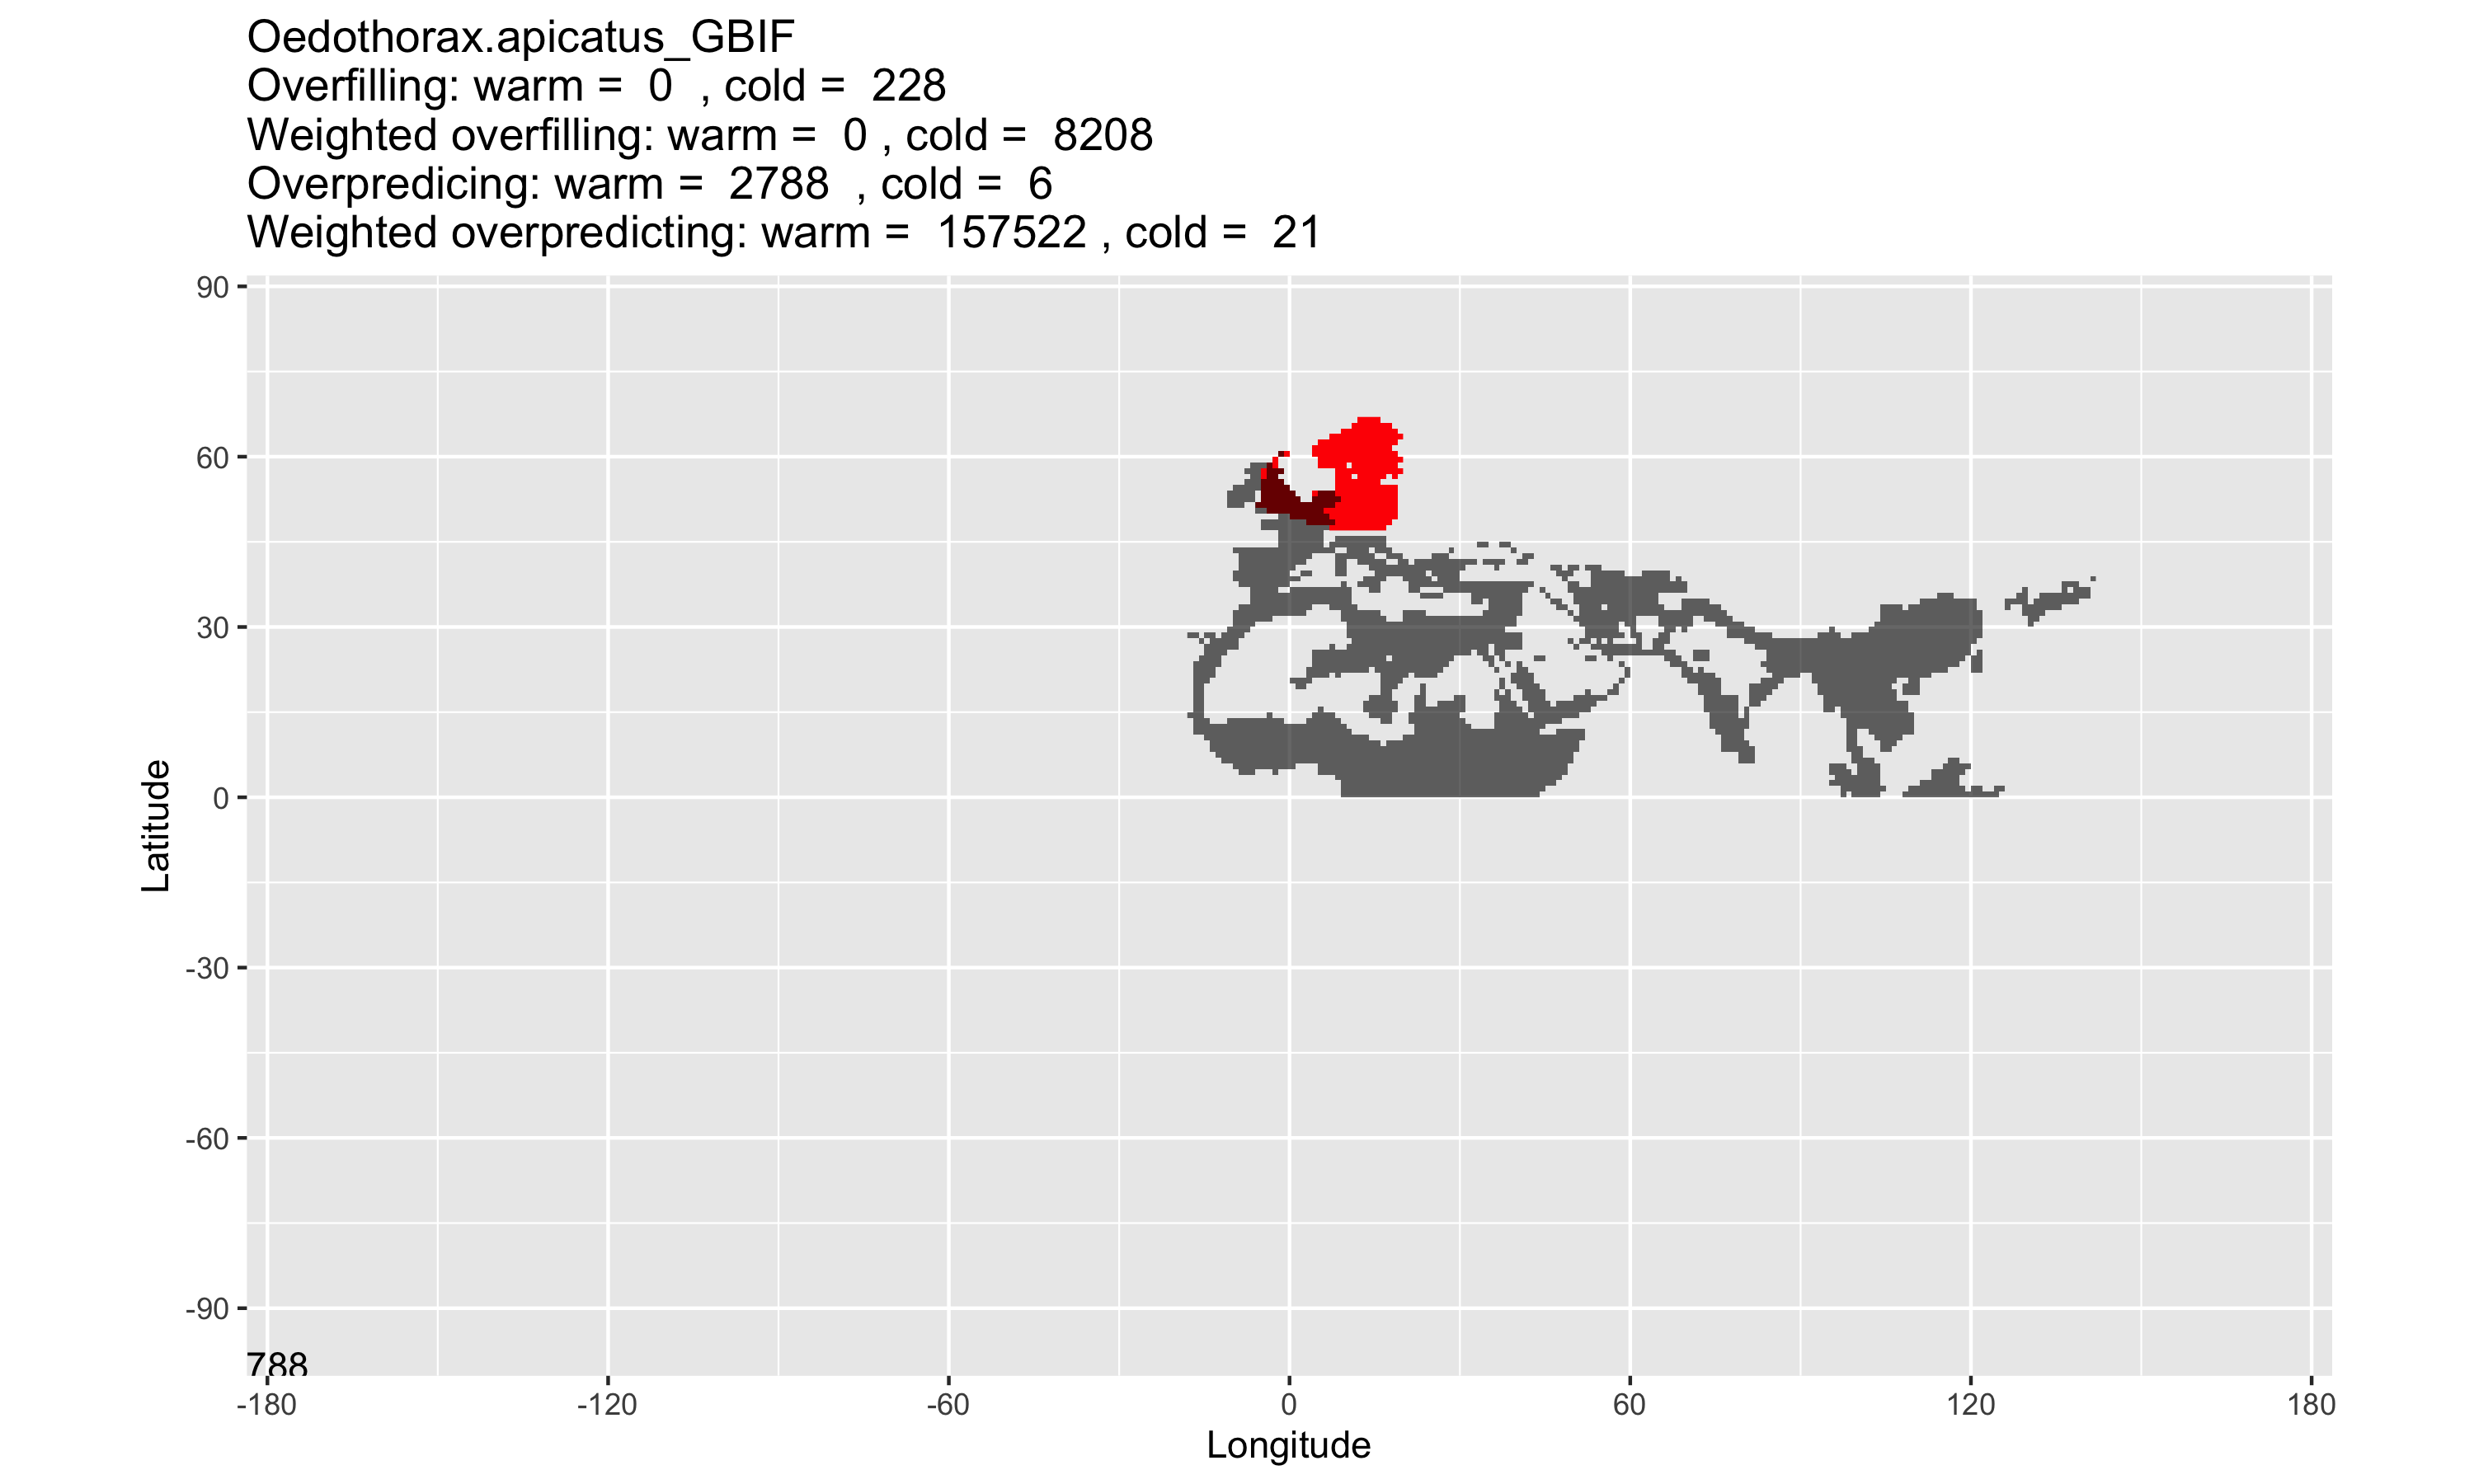 Oedothorax.apicatus_GBIF
Overfilling: warm = 0 , cold = 228
Weighted overfilling: warm = 0 , cold = 8208
Overpredicing: warm = 2788 , cold = 6
Weighted overpredicting: warm = 157522 , cold = 21
90
60
30
0
-30
-60
-90
Latitude
788
-180 -120 -60 0 60 120 180
Longitude